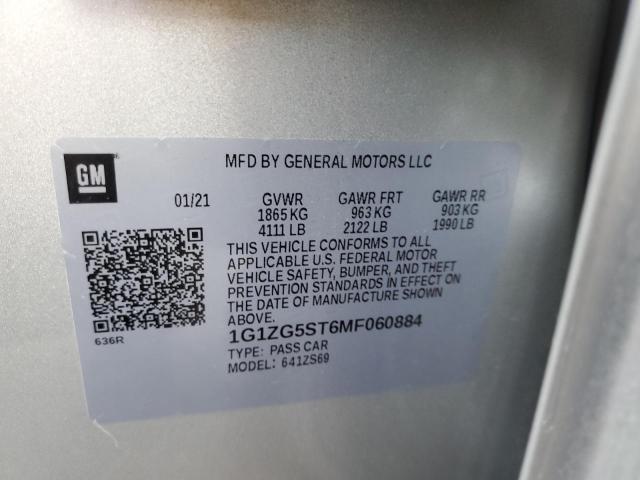 GM
MFD BY GENERAL MOTORS LLC
01/21 GVWR GAWR FRT GAWR RR
1865 KG 963 KG 903 KG
4111 LB 2122 LB 1990 LB
THIS VEHICLE CONFORMS TO ALL
APPLICABLE U.S. FEDERAL MOTOR
VEHICLE SAFETY, BUMPER, AND THEFT
PREVENTION STANDARDS IN EFFECT ON
THE DATE OF MANUFACTURE SHOWN
ABOVE.
1G1ZG5ST6MF060884
636R
TYPE: PASS CAR
MODEL: 641ZS69